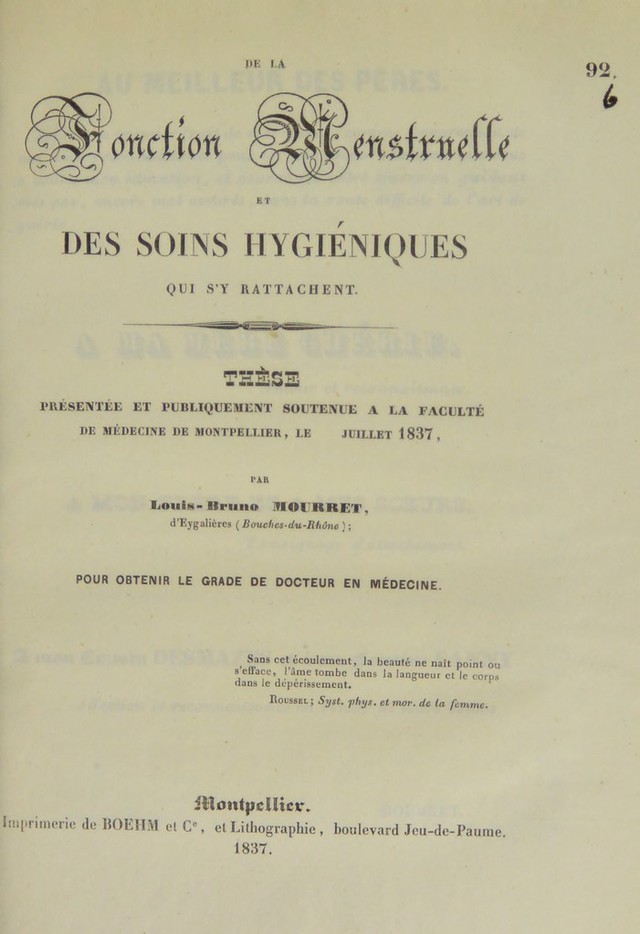 DE LA
92.
6
Fonction Menstruelle
ET
DES SOINS HYGIÉNIQUES
QUI S'Y RATTACHENT.
THÈSE
PRÉSENTÉE ET PUBLIQUEMENT SOUTENUE A LA FACULTÉ
DE MÉDECINE DE MONTPELLIER, LE JUILLET 1837,
PAR
Louis-Bruno MOURRET,
d'Eygalières (Bouches-du-Rhône);
POUR OBTENIR LE GRADE DE DOCTEUR EN MÉDECINE.
Sans cet écoulement, la beauté ne naît point ou
s'efface, l'âme tombe dans la langueur et le corps
dans le dépérissement.
ROUSSEL; Syst. phys. et mor. de la femme.
Montpellier.
Imprimerie de BOEHM et Ce, et Lithographie, boulevard Jeu-de-Paume.
1837.